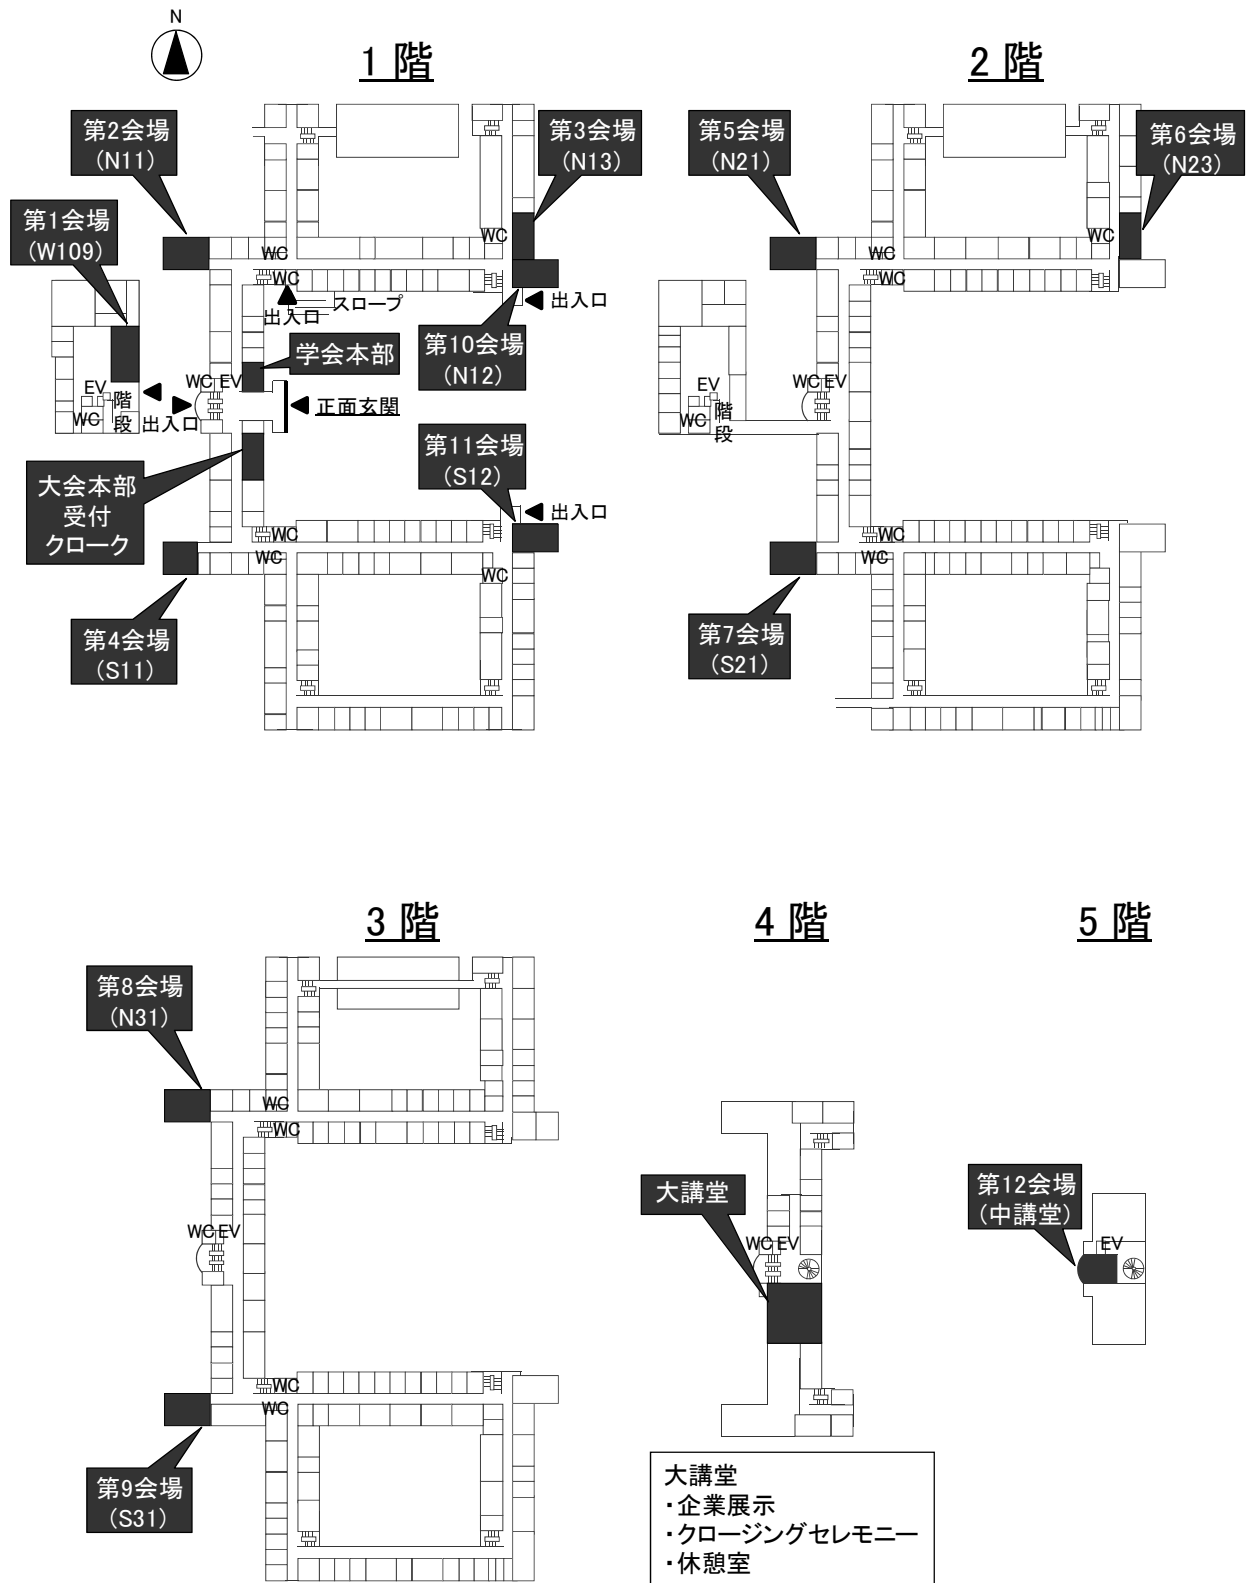 N
1 階
2 階
第2会場
(N11)
第3会場
(N13)
第5会場
(N21)
第6会場
(N23)
第1会場
(W109)
WC
WC
WC
WC
WC
スロープ
出入口
出入口
第10会場
(N12)
学会本部
WC EV
EV
階段
WC
出入口
正面玄関
第11会場
(S12)
WC EV
EV
階段
WC
大会本部
受付
クローク
出入口
WC
WC
WC
WC
WC
第4会場
(S11)
第7会場
(S21)
3 階
4 階
5 階
第8会場
(N31)
WC
WC
大講堂
第12会場
(中講堂)
WC EV
WC EV
EV
WC
WC
第9会場
(S31)
大講堂
・企業展示
・クロージングセレモニー
・休憩室